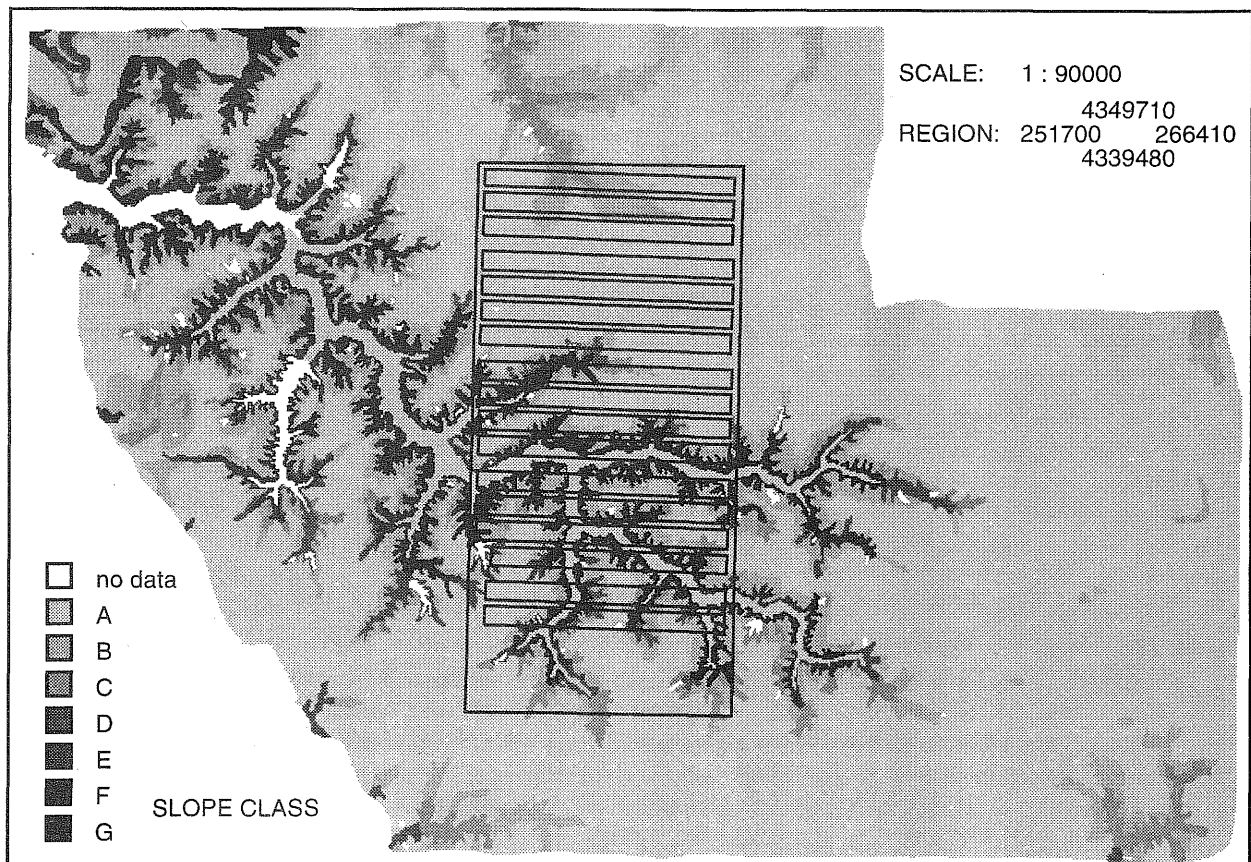 SCALE: 1 : 90000
4349710
REGION: 251700 266410
4339480
no data
A
B
C
D
E
F
G
SLOPE CLASS